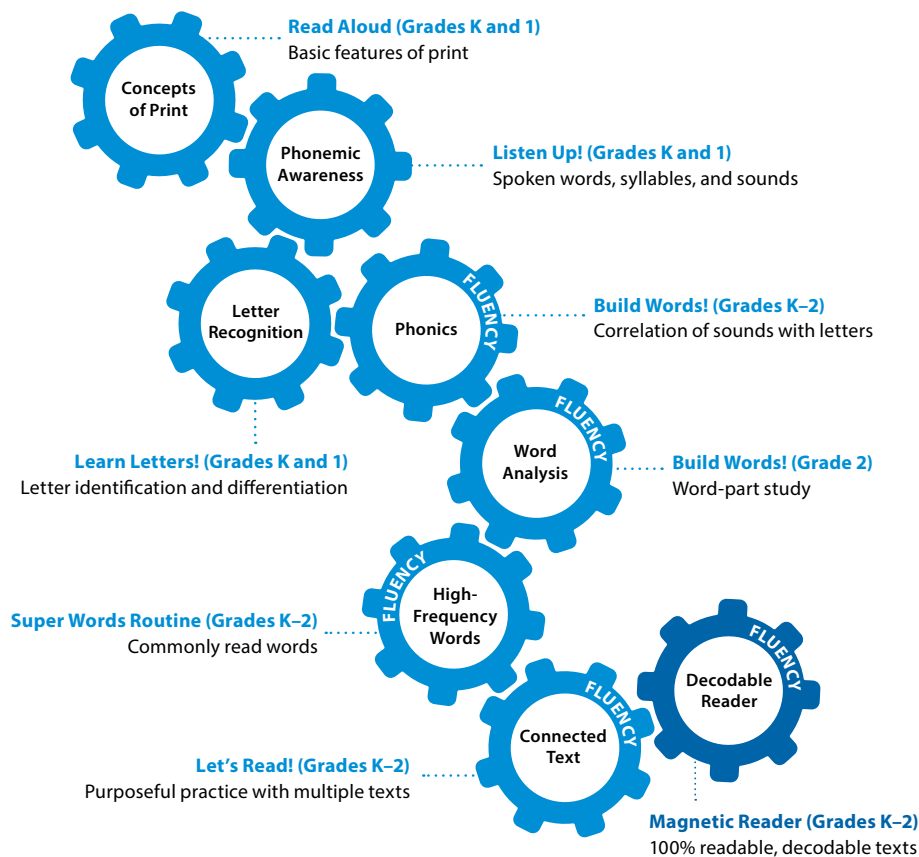 Read Aloud (Grades K and 1)
Basic features of print
Concepts
of Print
Phonemic
Awareness
Listen Up! (Grades K and 1)
Spoken words, syllables, and sounds
Letter
Recognition
Phonics
FLUENCY
Build Words! (Grades K–2)
Correlation of sounds with letters
Learn Letters! (Grades K and 1)
Letter identification and differentiation
Word
Analysis
FLUENCY
Build Words! (Grade 2)
Word-part study
Super Words Routine (Grades K–2)
Commonly read words
FLUENCY
High-
Frequency
Words
Let’s Read! (Grades K–2)
Purposeful practice with multiple texts
Connected
Text
FLUENCY
Decodable
Reader
FLUENCY
Magnetic Reader (Grades K–2)
100% readable, decodable texts